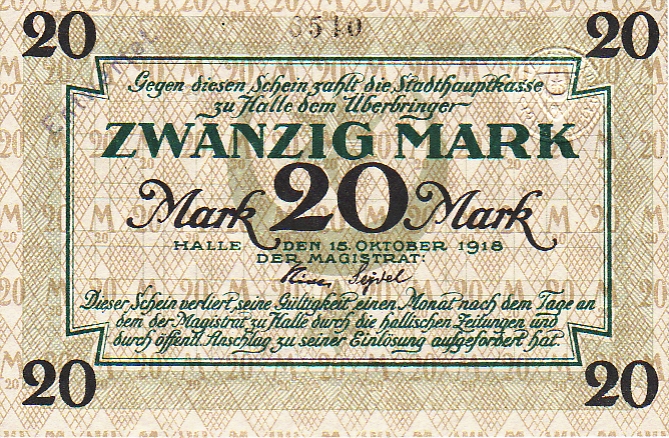 20 6510 20
Gegen diesen Schein zahlt die Stadthauptkasse
zu Halle dem Überbringer
ZWANZIG MARK
Mark 20 Mark
HALLE DEN 15. OKTOBER 1918
DER MAGISTRAT:
Seydel
Dieser Schein verliert seine Gültigkeit einen Monat nach dem Tage an
dem der Magistrat zu Halle durch die hallischen Zeitungen und
durch öffentl. Anschlag zu seiner Einlösung aufgefordert hat.
20 20